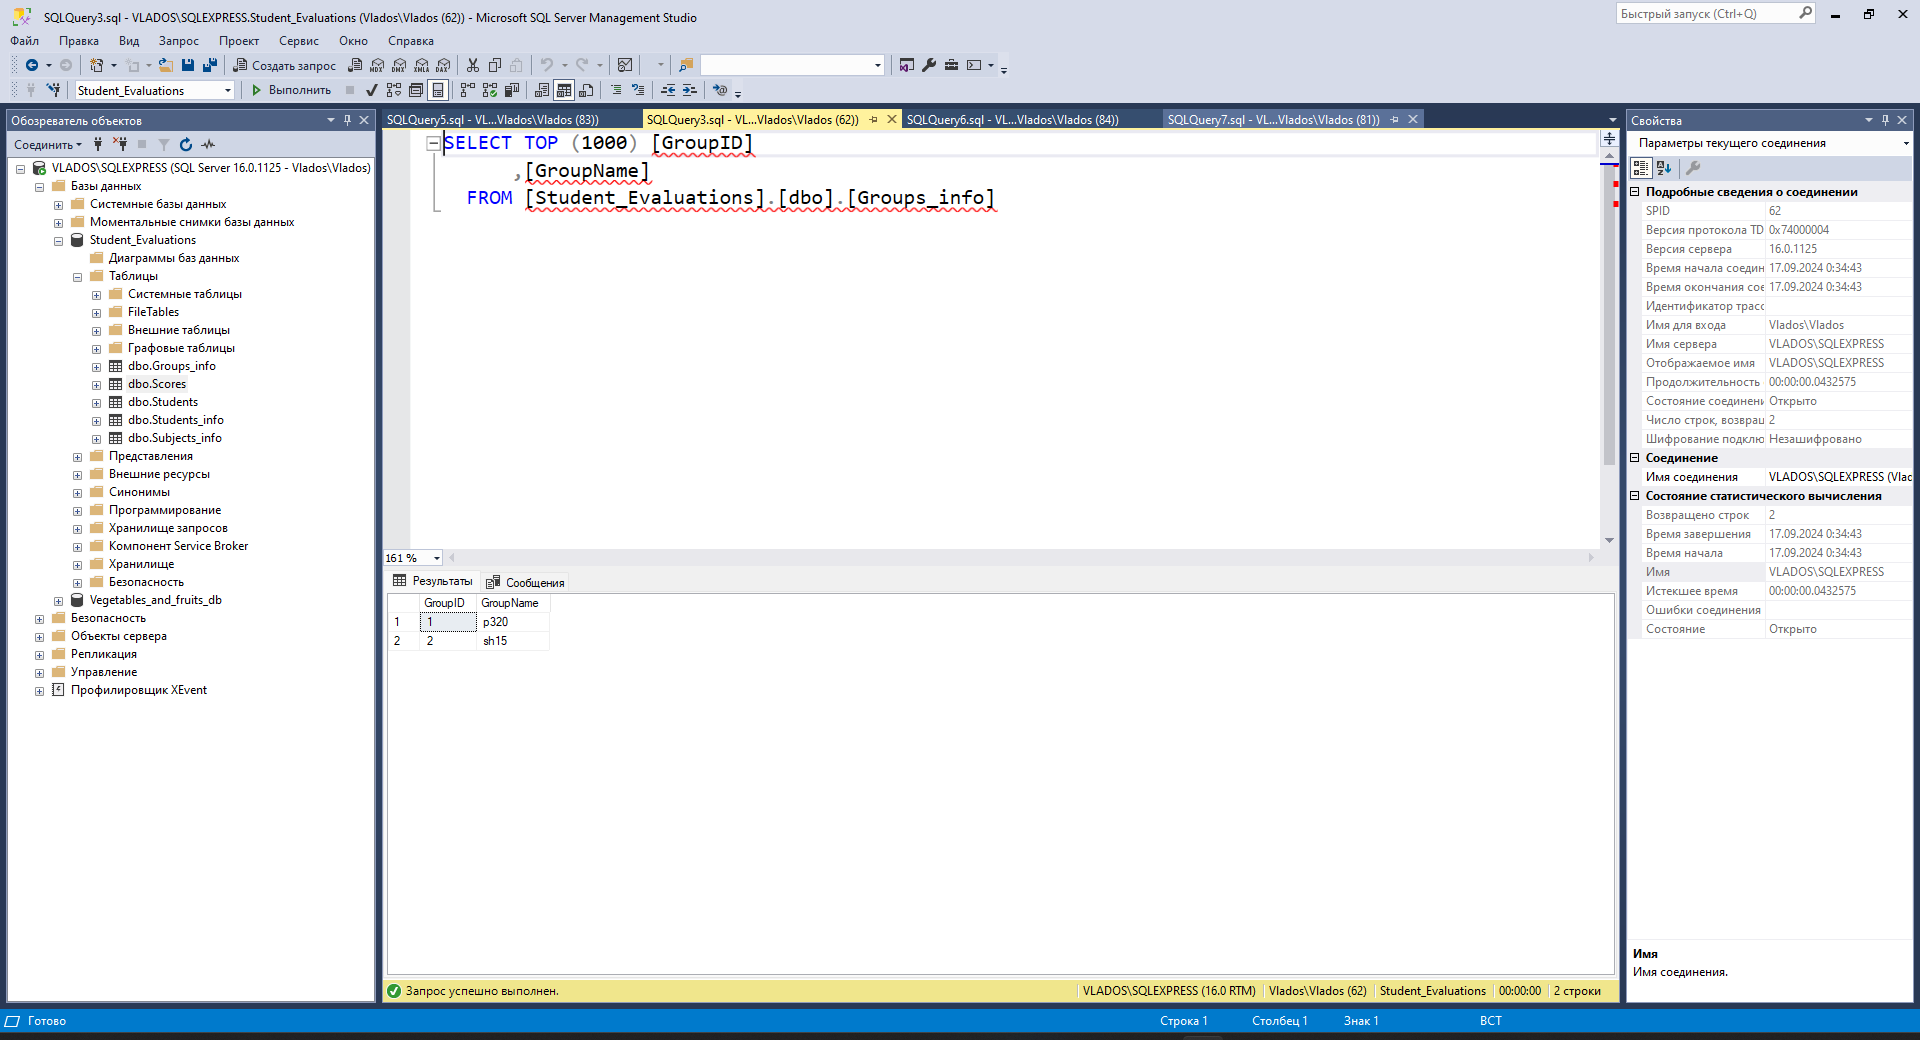 SQLQuery3.sql - VLADOS\SQLEXPRESS.Student_Evaluations (Vlados\Vlados (62)) - Microsoft SQL Server Management Studio
Быстрый запуск (Ctrl+Q)
Файл Правка Вид Запрос Проект Сервис Окно Справка
Создать запрос
Student_Evaluations Выполнить
Обозреватель объектов
Соединить
VLADOS\SQLEXPRESS (SQL Server 16.0.1125 - Vlados\Vlados)
Базы данных
Системные базы данных
Моментальные снимки базы данных
Student_Evaluations
Диаграммы баз данных
Таблицы
Системные таблицы
FileTables
Внешние таблицы
Графовые таблицы
dbo.Groups_info
dbo.Scores
dbo.Students
dbo.Students_info
dbo.Subjects_info
Представления
Внешние ресурсы
Синонимы
Программирование
Хранилище запросов
Компонент Service Broker
Хранилище
Безопасность
Vegetables_and_fruits_db
Безопасность
Объекты сервера
Репликация
Управление
Профилировщик XEvent
SQLQuery5.sql - VL...Vlados\Vlados (83)) SQLQuery3.sql - VL...Vlados\Vlados (62)) SQLQuery6.sql - VL...Vlados\Vlados (84)) SQLQuery7.sql - VL...Vlados\Vlados (81))
SELECT TOP (1000) [GroupID]
,[GroupName]
FROM [Student_Evaluations].[dbo].[Groups_info]
161 %
Результаты Сообщения
GroupID GroupName
1 1 p320
2 2 sh15
Запрос успешно выполнен. VLADOS\SQLEXPRESS (16.0 RTM) Vlados\Vlados (62) Student_Evaluations 00:00:00 2 строки
Свойства
Параметры текущего соединения
Подробные сведения о соединении
SPID 62
Версия протокола TD 0x74000004
Версия сервера 16.0.1125
Время начала соедин 17.09.2024 0:34:43
Время окончания сое 17.09.2024 0:34:43
Идентификатор трасс
Имя для входа Vlados\Vlados
Имя сервера VLADOS\SQLEXPRESS
Отображаемое имя VLADOS\SQLEXPRESS
Продолжительность 00:00:00.0432575
Состояние соединени Открыто
Число строк, возвращ 2
Шифрование подклю Незашифровано
Соединение
Имя соединения VLADOS\SQLEXPRESS (Vlac
Состояние статистического вычисления
Возвращено строк 2
Время завершения 17.09.2024 0:34:43
Время начала 17.09.2024 0:34:43
Имя VLADOS\SQLEXPRESS
Истекшее время 00:00:00.0432575
Ошибки соединения
Состояние Открыто
Имя
Имя соединения.
Готово Строка 1 Столбец 1 Знак 1 ВСТ